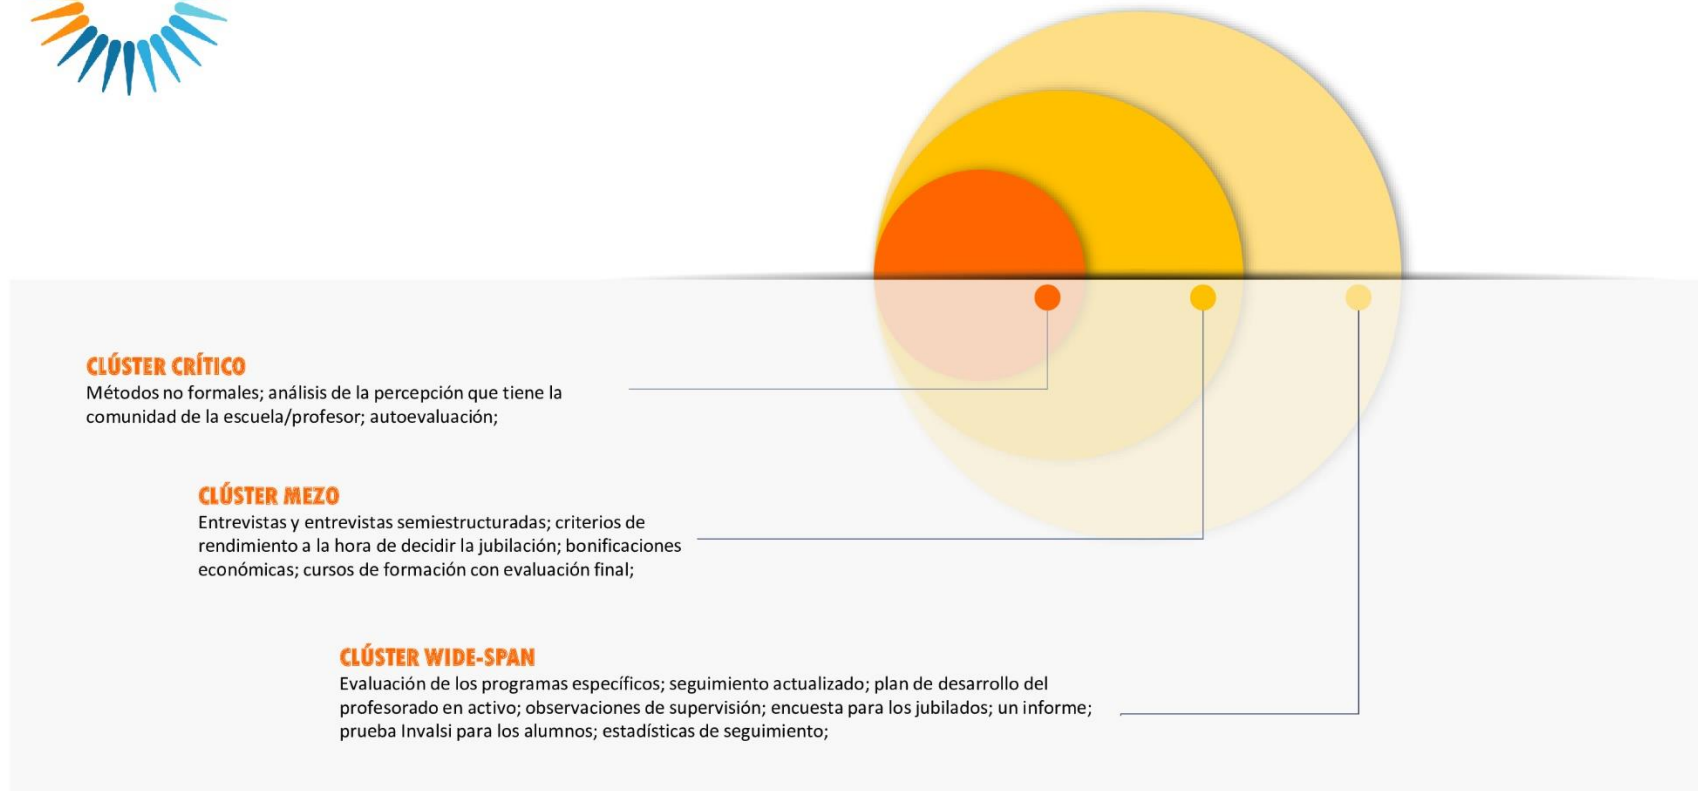 CLÚSTER CRÍTICO
Métodos no formales; análisis de la percepción que tiene la
comunidad de la escuela/profesor; autoevaluación;
CLÚSTER MEZO
Entrevistas y entrevistas semiestructuradas; criterios de
rendimiento a la hora de decidir la jubilación; bonificaciones
económicas; cursos de formación con evaluación final;
CLÚSTER WIDE-SPAN
Evaluación de los programas específicos; seguimiento actualizado; plan de desarrollo del
profesorado en activo; observaciones de supervisión; encuesta para los jubilados; un informe;
prueba Invalsi para los alumnos; estadísticas de seguimiento;